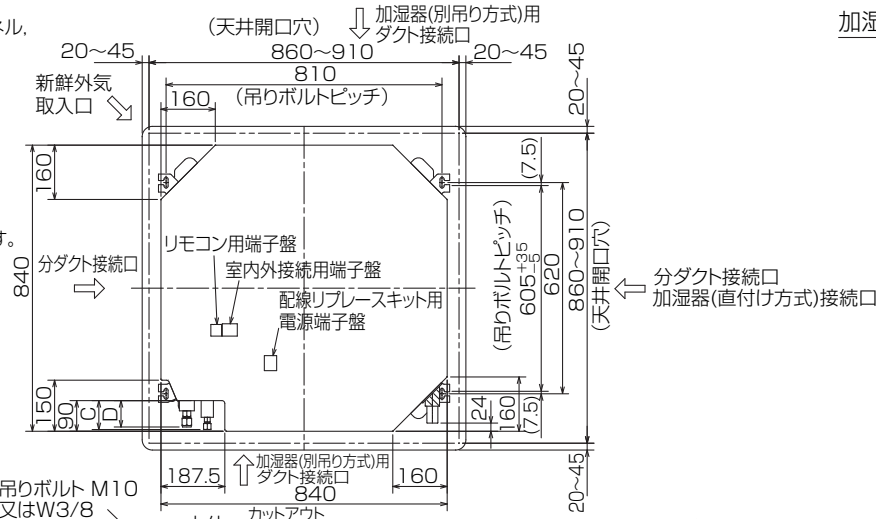 ネル,
(天井開口穴)
加湿器(別吊り方式)用
ダクト接続口
加湿
20~45
860~910
20~45
810
(吊りボルトピッチ)
新鮮外気
取入口
160
20~45
(7.5)
160
840
す。
分ダクト接続口
リモコン用端子盤
室内外接続用端子盤
配線リプレースキット用
電源端子盤
(吊りボルトピッチ)
605 +35 -5
620
860~910
(天井開口穴)
分ダクト接続口
加湿器(直付け方式)接続口
150
90
C
D
24
160
(7.5)
20~45
187.5
加湿器(別吊り方式)用
ダクト接続口
160
840
吊りボルト M10
又はW3/8
カットアウト